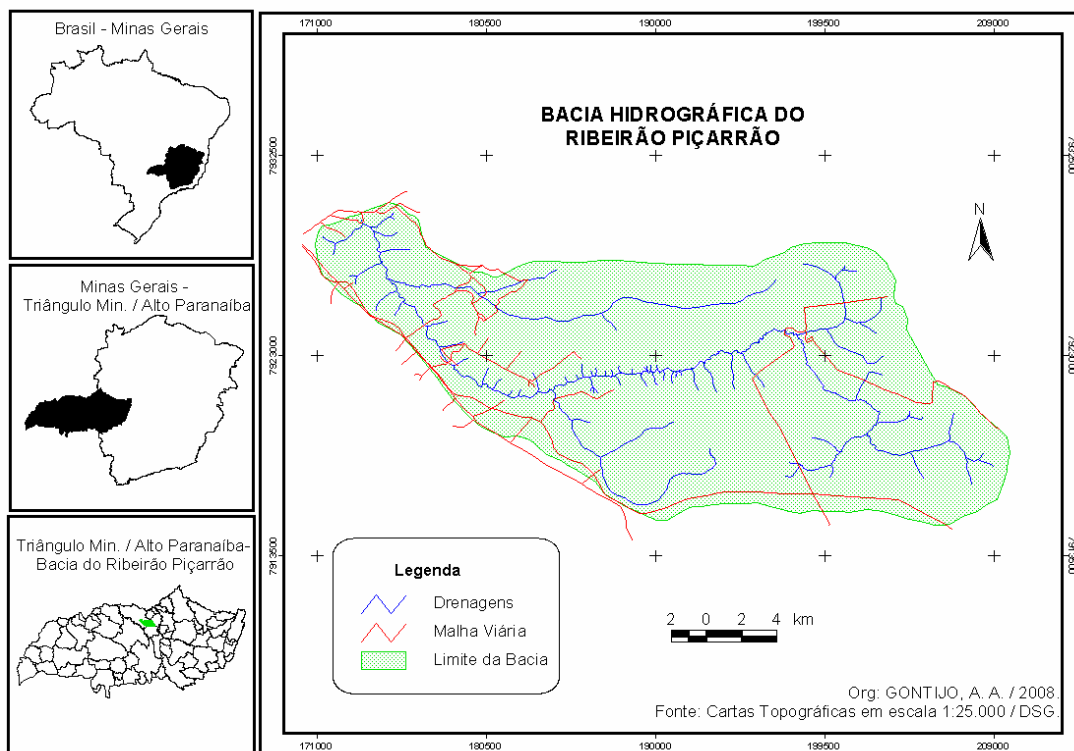 Brasil - Minas Gerais
Minas Gerais -
Triângulo Min. / Alto Paranaíba
Triângulo Min. / Alto Paranaíba-
Bacia do Ribeirão Piçarrão
171000 180500 190000 199500 209000
BACIA HIDROGRÁFICA DO
RIBEIRÃO PIÇARRÃO
7932500 7932500
N
7923000 7923000
7913500 7913500
Legenda
Drenagens
Malha Viária
Limite da Bacia
2 0 2 4 km
Org: GONTIJO, A. A. / 2008.
Fonte: Cartas Topográficas em escala 1:25.000 / DSG.
171000 180500 190000 199500 209000